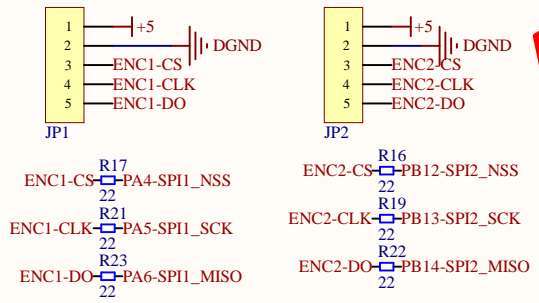 1 +5
2 DGND
3 ENC1-CS
4 ENC1-CLK
5 ENC1-DO
JP1
1 +5
2 DGND
3 ENC2-CS
4 ENC2-CLK
5 ENC2-DO
JP2
R17
ENC1-CS PA4-SPI1_NSS
22
R21
ENC1-CLK PA5-SPI1_SCK
22
R23
ENC1-DO PA6-SPI1_MISO
22
R16
ENC2-CS PB12-SPI2_NSS
22
R19
ENC2-CLK PB13-SPI2_SCK
22
R22
ENC2-DO PB14-SPI2_MISO
22